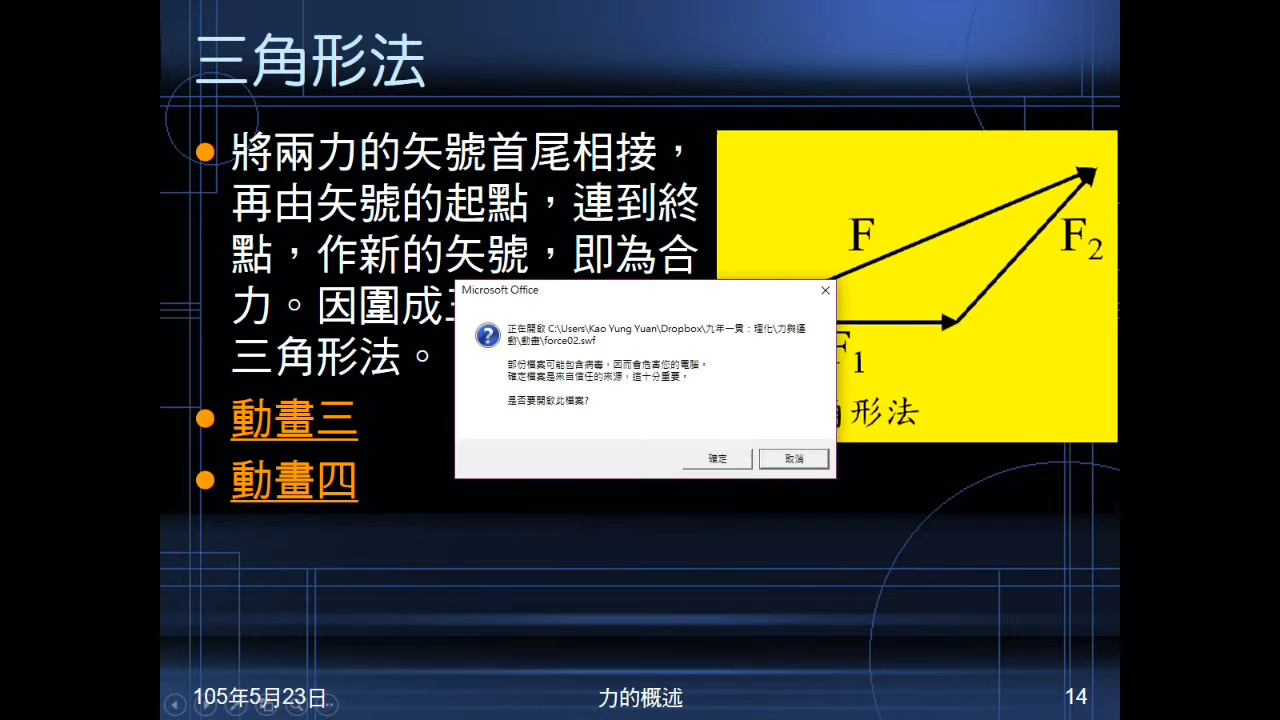 三角形法
將兩力的矢號首尾相接，
再由矢號的起點，連到終
點，作新的矢號，即為合
力。因圍成
三角形法。
動畫三
動畫四
F
F2
F1
角形法
Microsoft Office
正在開啟 C:\Users\Kao Yung Yuan\Dropbox\九年一貫：理化\力與運
動\動畫\force02.swf
部份檔案可能包含病毒，因而會危害您的電腦。
確定檔案是來自信任的來源，這十分重要。
是否要開啟此檔案?
確定
取消
105年5月23日
力的概述
14